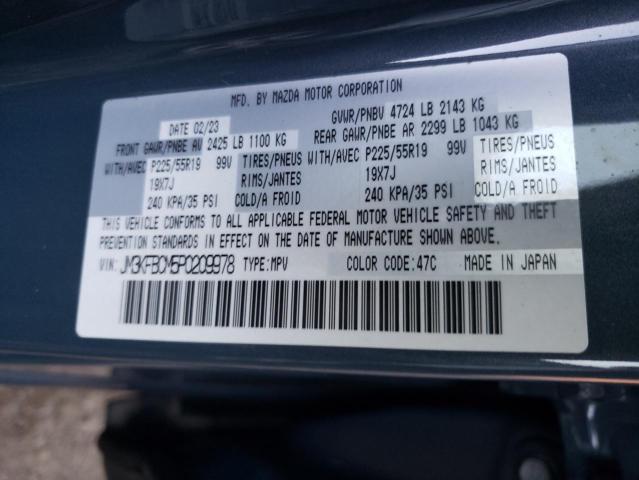 MFD. BY MAZDA MOTOR CORPORATION
DATE 02/23 GVWR/PNBV 4724 LB 2143 KG
FRONT GAWR/PNBE AV 2425 LB 1100 KG REAR GAWR/PNBE AR 2299 LB 1043 KG
WITH/AVEC P225/55R19 99V TIRES/PNEUS WITH/AVEC P225/55R19 99V TIRES/PNEUS
19X7J RIMS/JANTES 19X7J RIMS/JANTES
240 KPA/35 PSI COLD/A FROID 240 KPA/35 PSI COLD/A FROID
THIS VEHICLE CONFORMS TO ALL APPLICABLE FEDERAL MOTOR VEHICLE SAFETY AND THEFT
PREVENTION STANDARDS IN EFFECT ON THE DATE OF MANUFACTURE SHOWN ABOVE.
VIN: JM3KFBCM5P0209978 TYPE:MPV COLOR CODE:47C MADE IN JAPAN